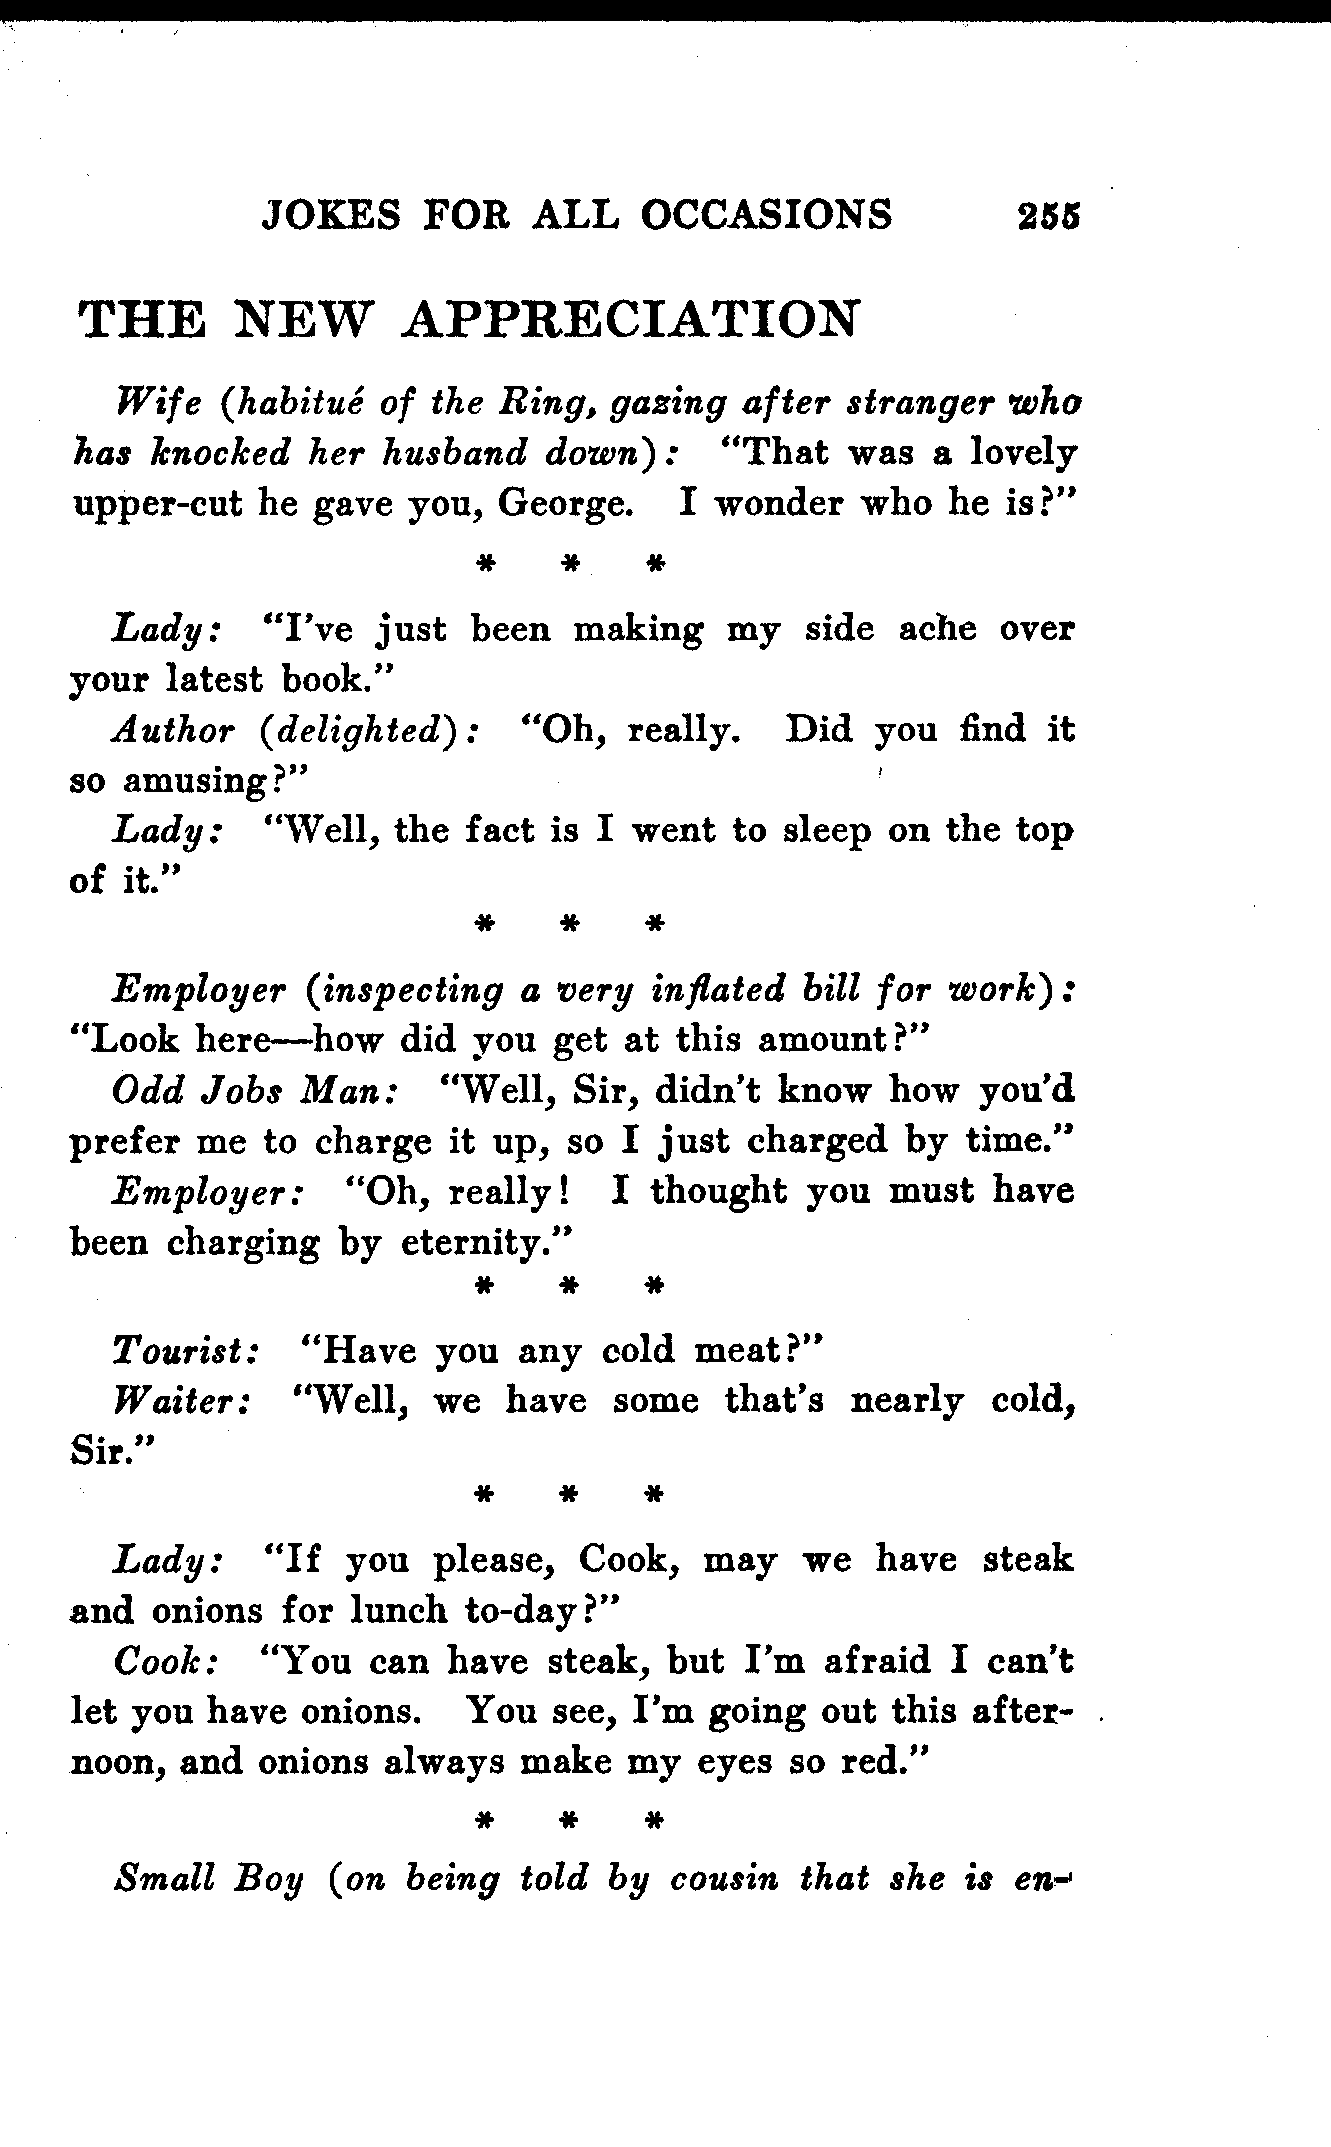 JOKES FOR ALL OCCASIONS 255
THE NEW APPRECIATION
Wife (habitué of the Ring, gazing after stranger who
has knocked her husband down): "That was a lovely
upper-cut he gave you, George. I wonder who he is?"
* * *
Lady: "I've just been making my side ache over
your latest book."
Author (delighted): "Oh, really. Did you find it
so amusing?"
Lady: "Well, the fact is I went to sleep on the top
of it."
* * *
Employer (inspecting a very inflated bill for work):
"Look here—how did you get at this amount?"
Odd Jobs Man: "Well, Sir, didn't know how you'd
prefer me to charge it up, so I just charged by time."
Employer: "Oh, really! I thought you must have
been charging by eternity."
* * *
Tourist: "Have you any cold meat?"
Waiter: "Well, we have some that's nearly cold,
Sir."
* * *
Lady: "If you please, Cook, may we have steak
and onions for lunch to-day?"
Cook: "You can have steak, but I'm afraid I can't
let you have onions. You see, I'm going out this after-
noon, and onions always make my eyes so red."
* * *
Small Boy (on being told by cousin that she is en-